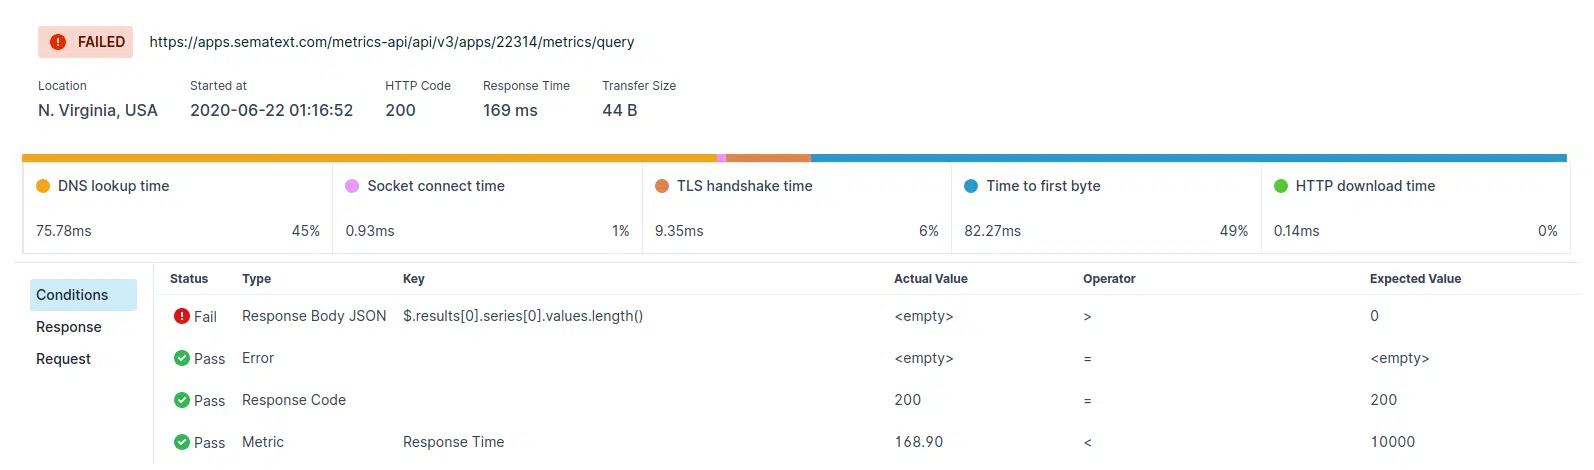 FAILED https://apps.sematext.com/metrics-api/api/v3/apps/22314/metrics/query
Location Started at HTTP Code Response Time Transfer Size
N. Virginia, USA 2020-06-22 01:16:52 200 169 ms 44 B
DNS lookup time Socket connect time TLS handshake time Time to first byte HTTP download time
75.78ms 45% 0.93ms 1% 9.35ms 6% 82.27ms 49% 0.14ms 0%
Conditions
Response
Request
Status Type Key Actual Value Operator Expected Value
Fail Response Body JSON $.results[0].series[0].values.length() <empty> > 0
Pass Error <empty> = <empty>
Pass Response Code 200 = 200
Pass Metric Response Time 168.90 < 10000